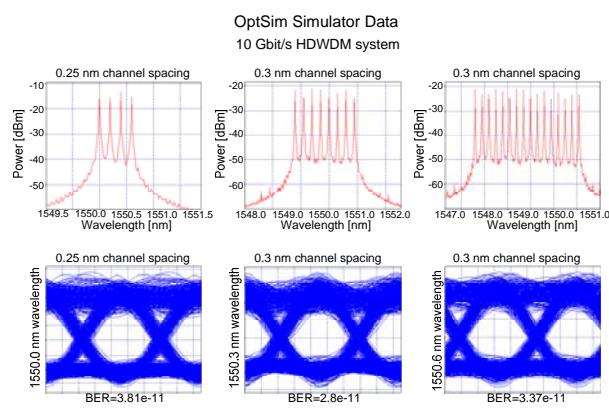 OptSim Simulator Data
10 Gbit/s HDWDM system
0.25 nm channel spacing
0.3 nm channel spacing
0.3 nm channel spacing
Power [dBm]
-10
-20
-30
-40
-50
1549.5 1550.0 1550.5 1551.0 1551.5
Wavelength [nm]
Power [dBm]
-20
-30
-40
-50
-60
1548.0 1549.0 1550.0 1551.0 1552.0
Wavelength [nm]
Power [dBm]
-20
-30
-40
-50
-60
1547.0 1548.0 1549.0 1550.0 1551.0
Wavelength [nm]
0.25 nm channel spacing
0.3 nm channel spacing
0.3 nm channel spacing
1550.0 nm wavelength
1550.3 nm wavelength
1550.6 nm wavelength
BER=3.81e-11
BER=2.8e-11
BER=3.37e-11